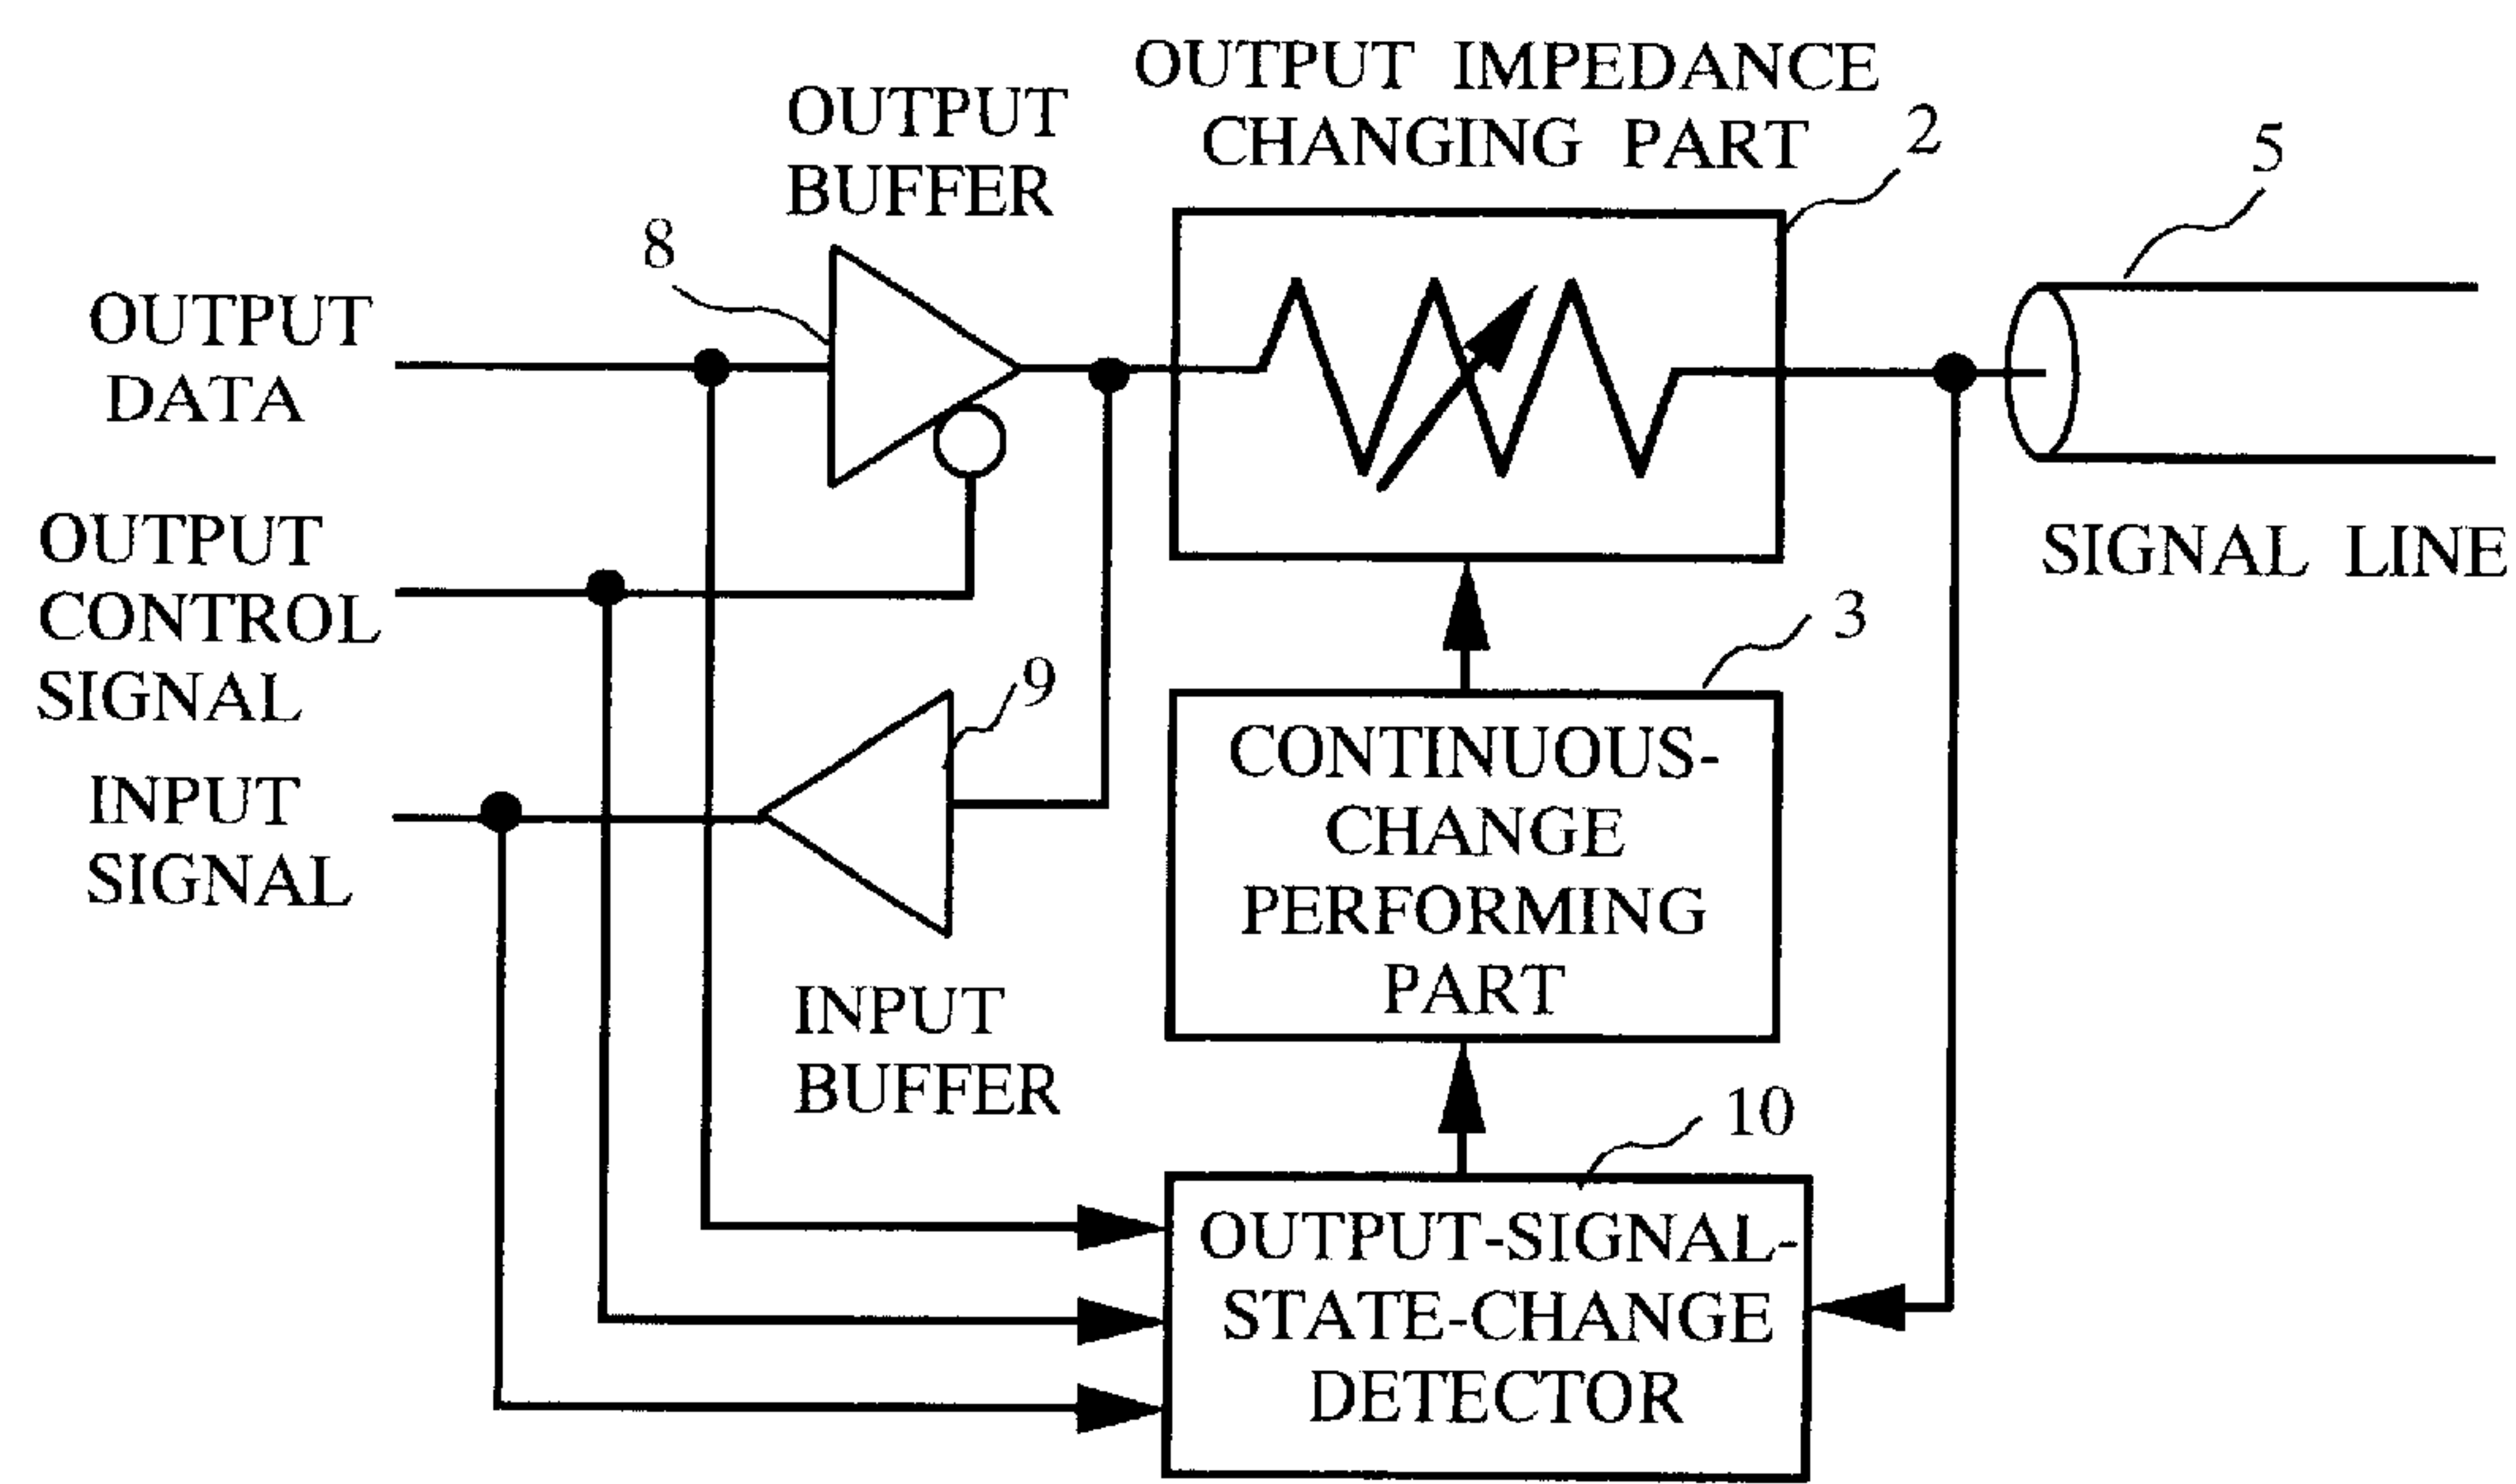 OUTPUT IMPEDANCE
CHANGING PART
2
5
OUTPUT
BUFFER
8
OUTPUT
DATA
SIGNAL LINE
OUTPUT
CONTROL
SIGNAL
3
9
INPUT
SIGNAL
CONTINUOUS-
CHANGE
PERFORMING
PART
INPUT
BUFFER
10
OUTPUT-SIGNAL-
STATE-CHANGE
DETECTOR